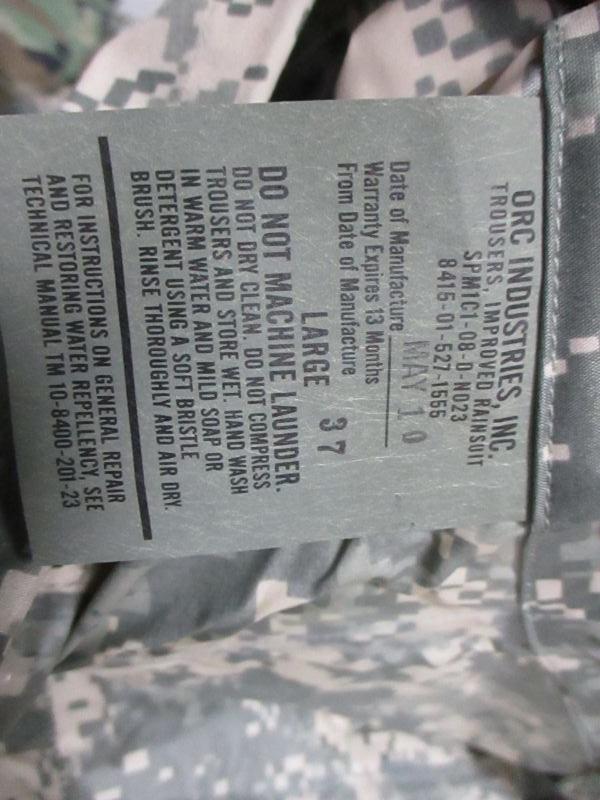 ORC INDUSTRIES, INC.
TROUSERS, IMPROVED RAINSUIT
SPM1C1-08-D-N023
8415-01-527-1555
Date of Manufacture MAY 10
Warranty Expires 13 Months
From Date of Manufacture
LARGE 37
DO NOT MACHINE LAUNDER.
DO NOT DRY CLEAN. DO NOT COMPRESS
TROUSERS AND STORE WET. HAND WASH
IN WARM WATER AND MILD SOAP OR
DETERGENT USING A SOFT BRISTLE
BRUSH. RINSE THOROUGHLY AND AIR DRY.
FOR INSTRUCTIONS ON GENERAL REPAIR
AND RESTORING WATER REPELLENCY, SEE
TECHNICAL MANUAL TM 10-8400-201-23